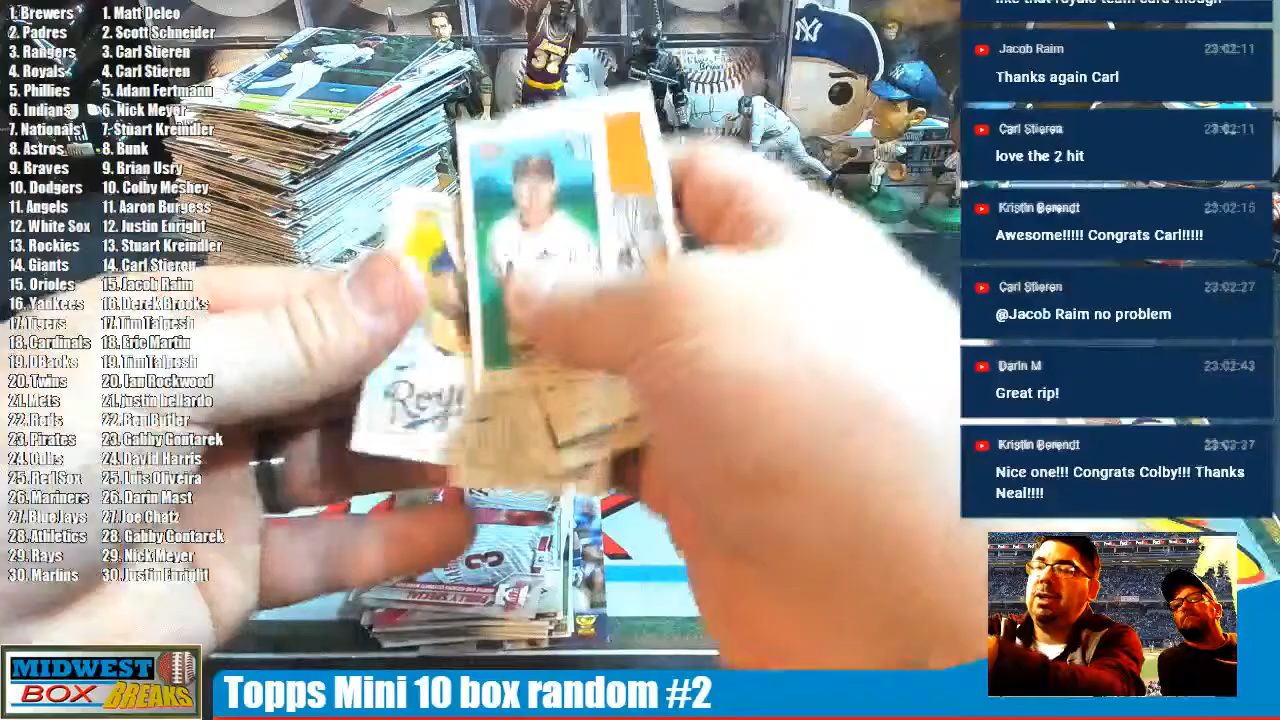 1. Brewers 1. Matt Deleo
2. Padres 2. Scott Schneider
3. Rangers 3. Carl Stieren
4. Royals 4. Carl Stieren
5. Phillies 5. Adam Fertmann
6. Indians 6. Nick Meyer
7. Nationals 7. Stuart Kreindler
8. Astros 8. Bunk
9. Braves 9. Brian Usry
10. Dodgers 10. Colby Meshey
11. Angels 11. Aaron Burgess
12. White Sox 12. Justin Enright
13. Rockies 13. Stuart Kreindler
14. Giants 14. Carl Stieren
15. Orioles 15. Jacob Raim
16. Yankees 16. Derek Brooks
17. Tigers 17. Tim Talpesh
18. Cardinals 18. Eric Martin
19. DBacks 19. Tim Talpesh
20. Twins 20. Ian Rockwood
21. Mets 21. justin bellardo
22. Reds 22. Ben Butler
23. Pirates 23. Gabby Gontarek
24. Cubs 24. David Harris
25. Red Sox 25. Luis Oliveira
26. Mariners 26. Darin Mast
27. Blue Jays 27. Joe Ghatz
28. Athletics 28. Gabby Gontarek
29. Rays 29. Nick Meyer
30. Marlins 30. Justin Enright
like that royale team card though
Jacob Raim 23:02:11
Thanks again Carl
Carl Stieren 23:02:11
love the 2 hit
Kristin Berendt 23:02:15
Awesome!!!!! Congrats Carl!!!!!
Carl Stieren 23:02:27
@Jacob Raim no problem
Darin M 23:02:43
Great rip!
Kristin Berendt 23:03:37
Nice one!!! Congrats Colby!!! Thanks
Neal!!!!
3
MIDWEST
BOX BREAKS
Topps Mini 10 box random #2